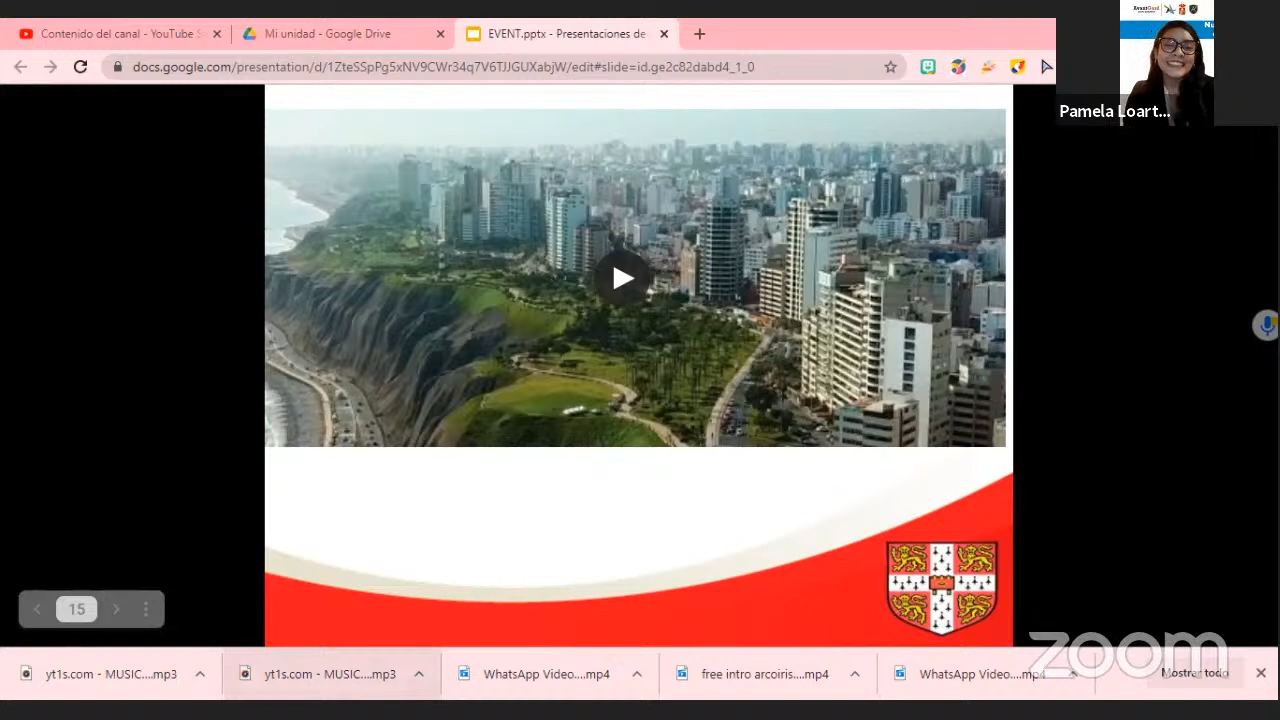 Contenido del canal - YouTube S
Mi unidad - Google Drive
EVENT.pptx - Presentaciones de
docs.google.com/presentation/d/1ZteSSpPg5xNV9CWr34q7V61JJGUXabjW/edit#slide=id.ge2c82dabd4_1_0
Pamela Loart...
15
zoom
yt1s.com - MUSIC....mp3
yt1s.com - MUSIC....mp3
WhatsApp Video....mp4
free intro arcoiris....mp4
WhatsApp Video....mp4
Mostrar todo